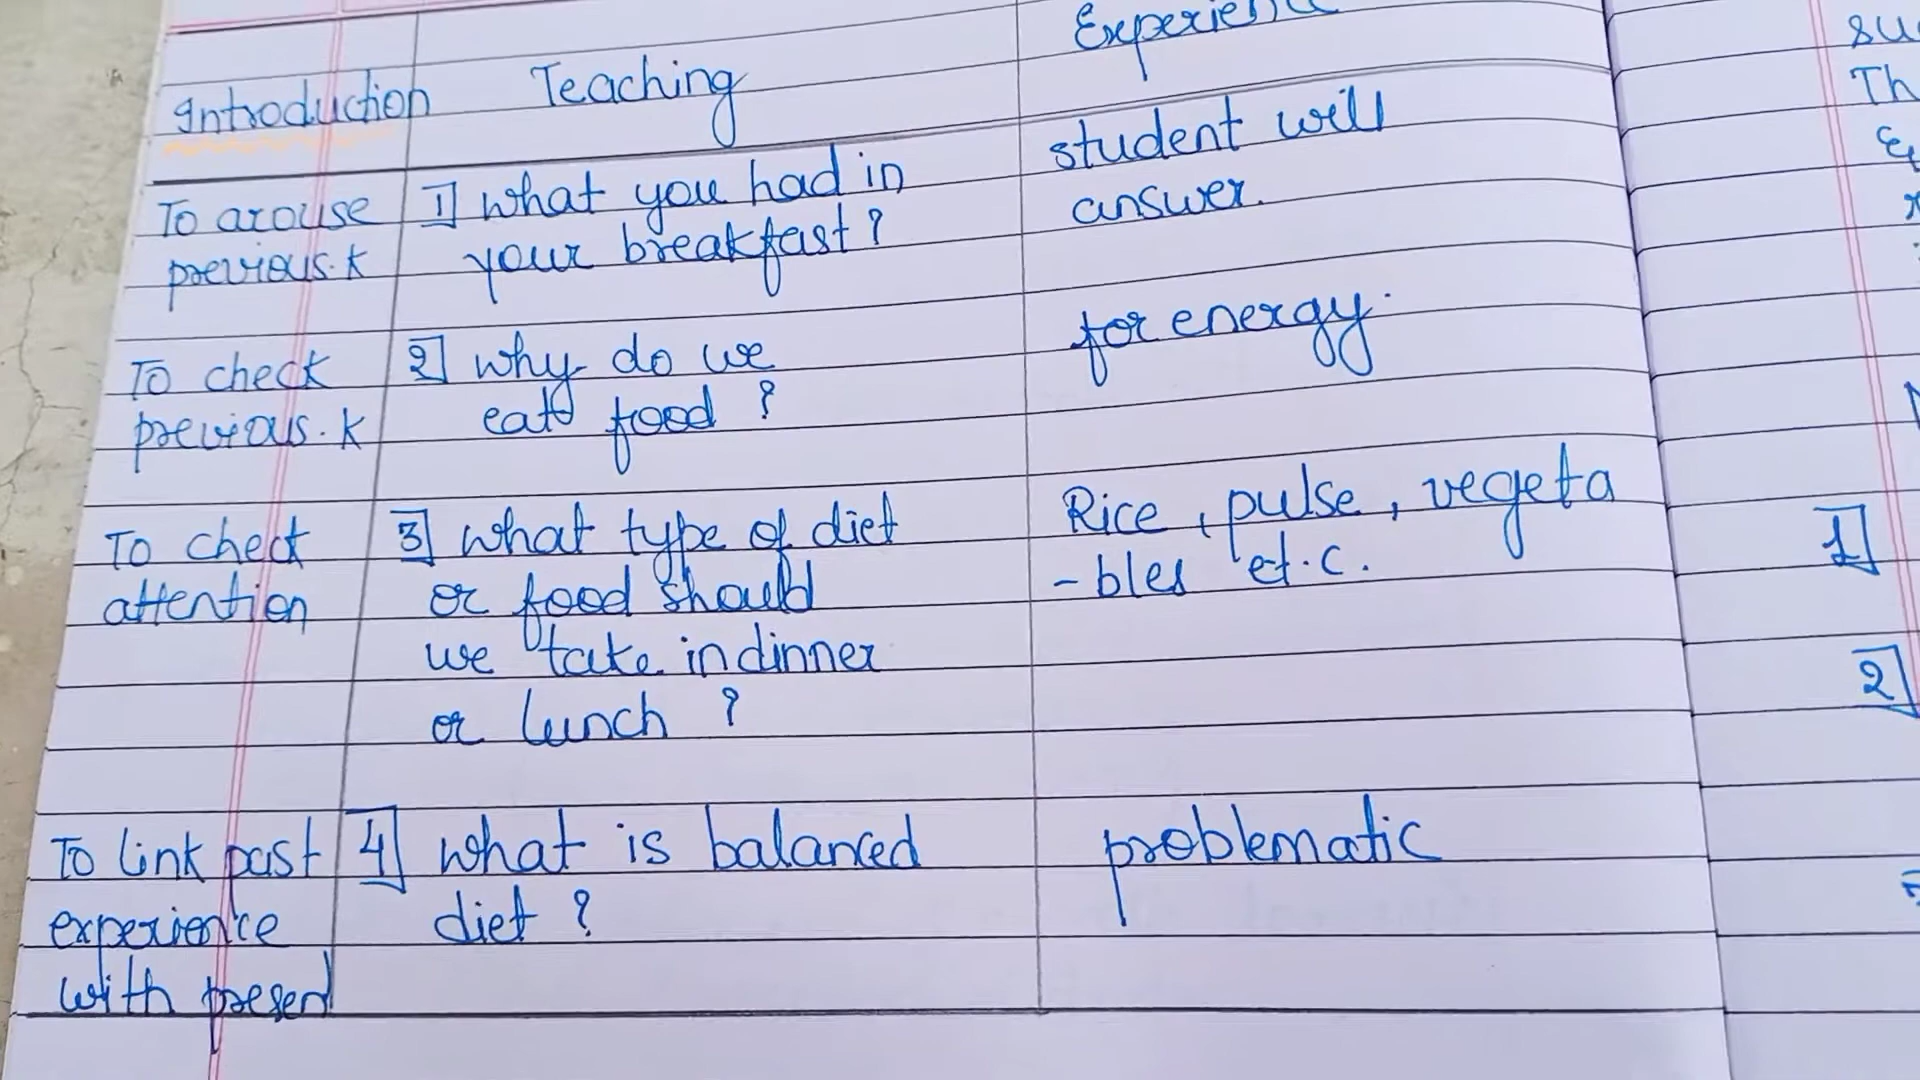 Experience
Introduction Teaching
To arouse 1] what you had in student will
previous.k your breakfast ? answer.
To check 2] why do we for energy.
previous.k eat food ?
To check 3] what type of diet Rice , pulse , vegeta
attention or food should - bles et.c.
we take in dinner
or lunch ?
To link past 4] what is balanced problematic
experience diet ?
with presen
su
Th
1]
2]